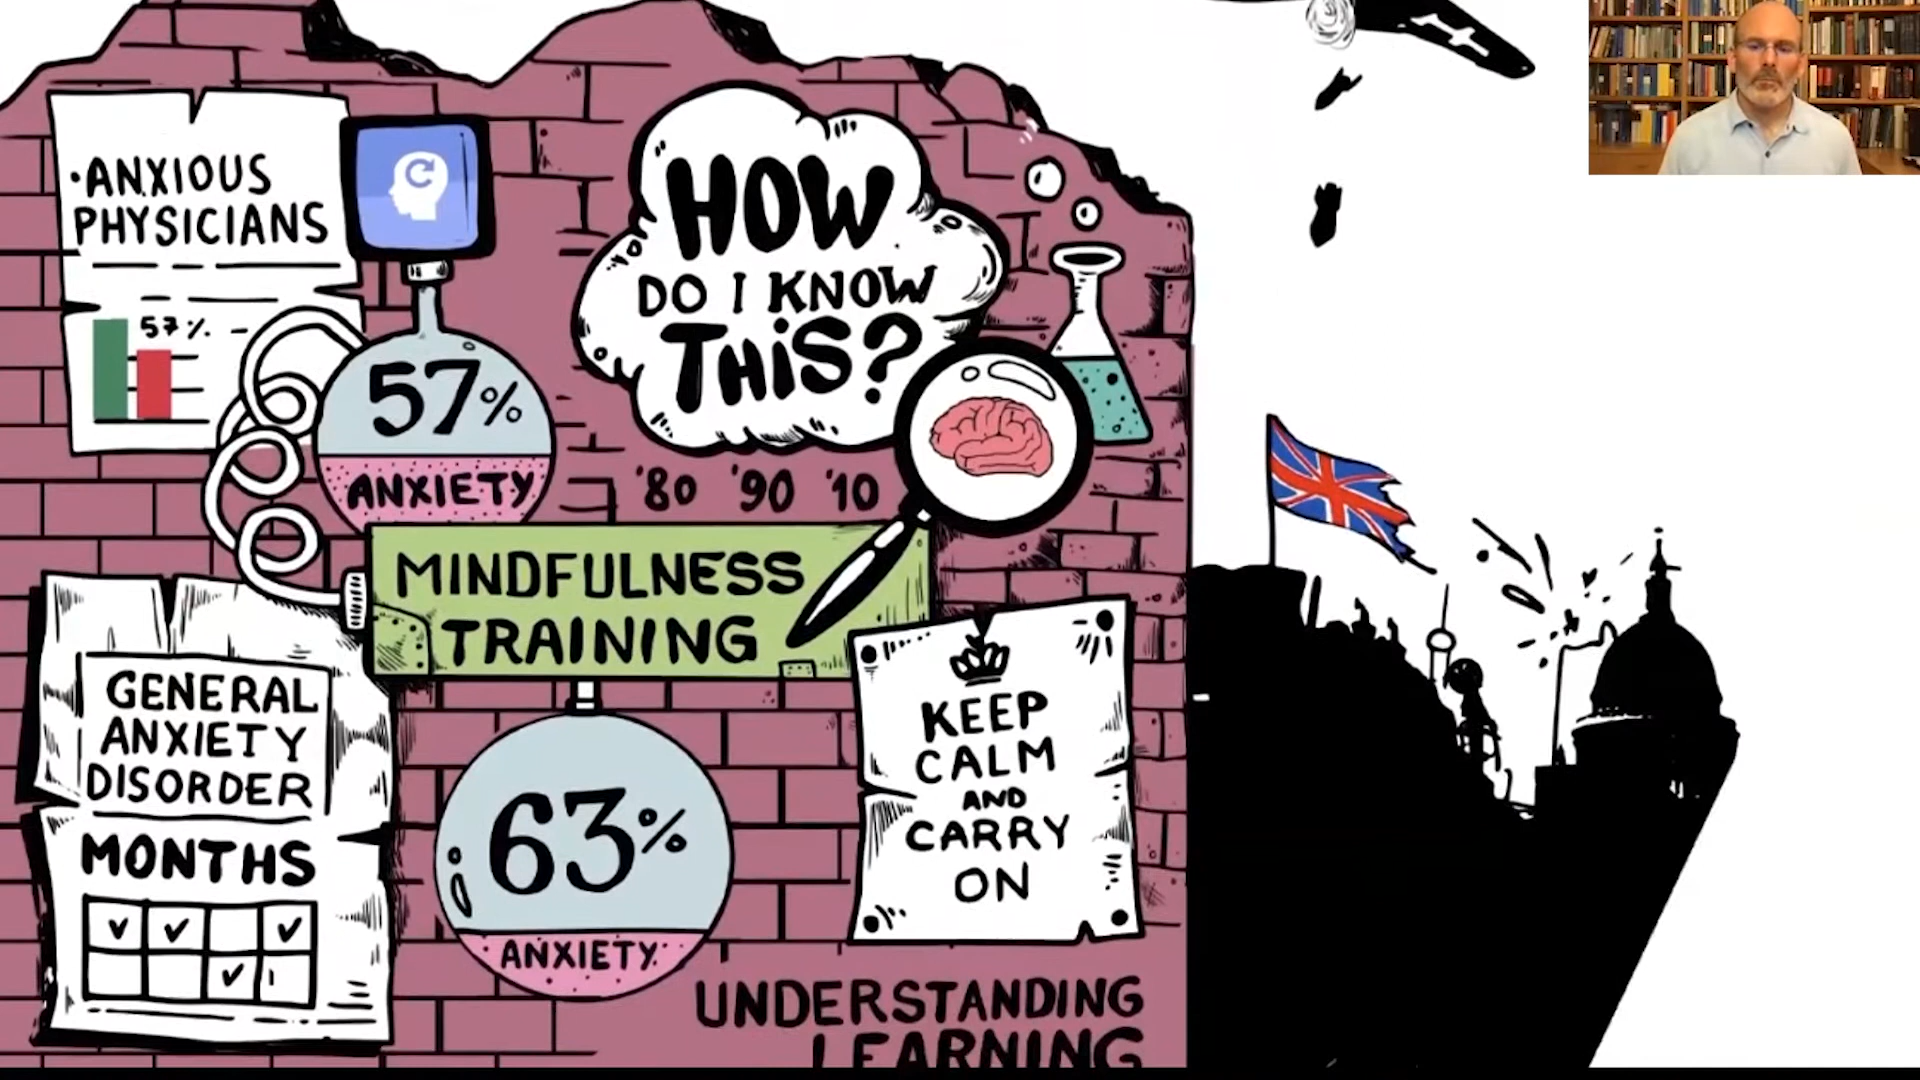 ·ANXIOUS
PHYSICIANS
57%
57%
ANXIETY
HOW
DO I KNOW
THIS?
'80 '90 '10
MINDFULNESS
TRAINING
GENERAL
ANXIETY
DISORDER
MONTHS
63%
ANXIETY
KEEP
CALM
AND
CARRY
ON
UNDERSTANDING
LEARNING